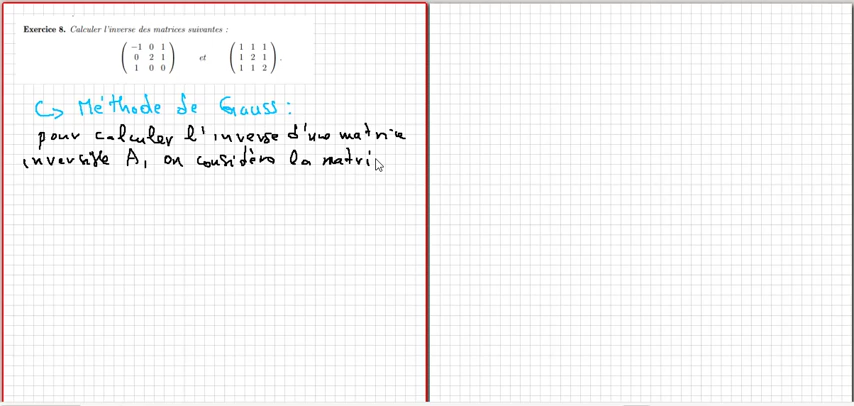 Exercice 8. Calculer l'inverse des matrices suivantes :
( −1 0 1 ) ( 1 1 1 )
( 0 2 1 ) et ( 1 2 1 ) .
( 1 0 0 ) ( 1 1 2 )
↪ Méthode de Gauss :
pour calculer l'inverse d'une matrice
inversible A, on considère la matri